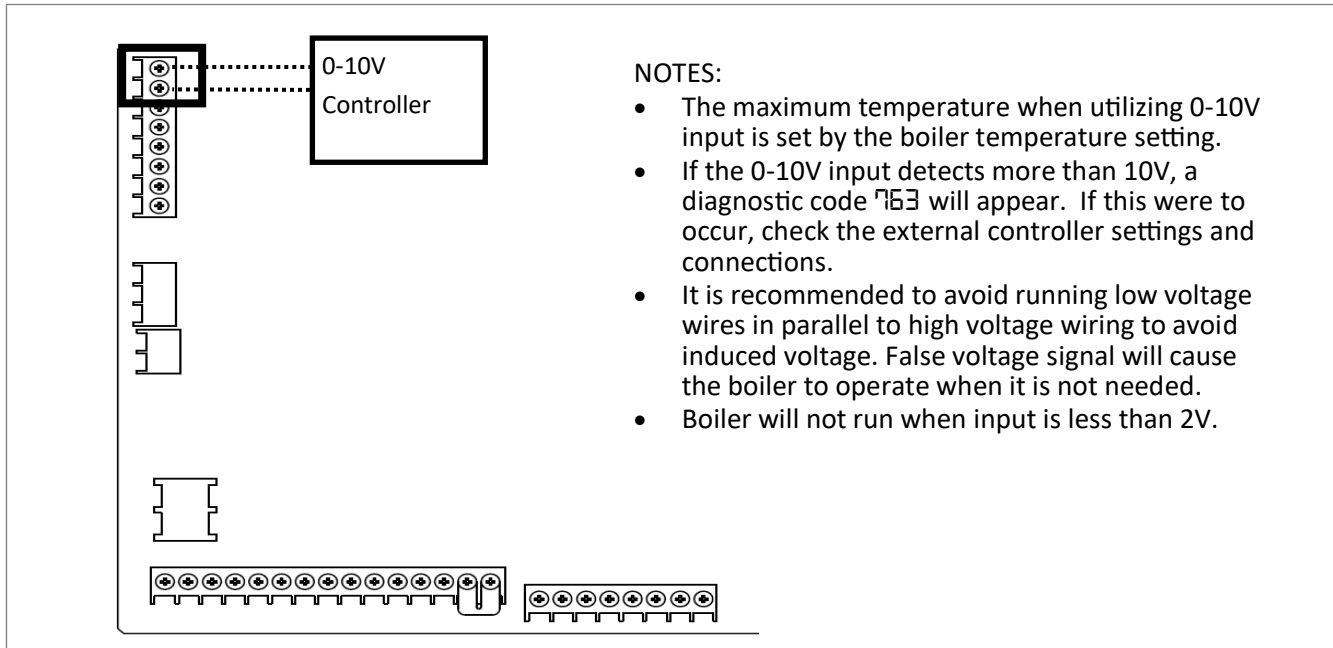 0-10V
Controller
NOTES:
• The maximum temperature when utilizing 0-10V
input is set by the boiler temperature setting.
• If the 0-10V input detects more than 10V, a
diagnostic code 763 will appear. If this were to
occur, check the external controller settings and
connections.
• It is recommended to avoid running low voltage
wires in parallel to high voltage wiring to avoid
induced voltage. False voltage signal will cause
the boiler to operate when it is not needed.
• Boiler will not run when input is less than 2V.